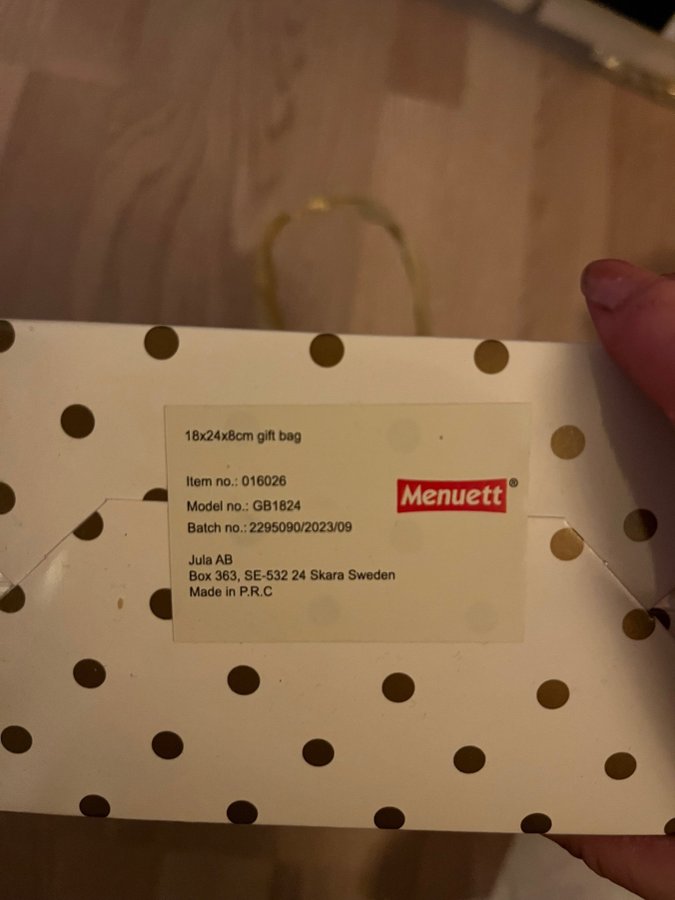 18x24x8cm gift bag
Item no.: 016026
Model no.: GB1824
Batch no.: 2295090/2023/09
Menuett®
Jula AB
Box 363, SE-532 24 Skara Sweden
Made in P.R.C